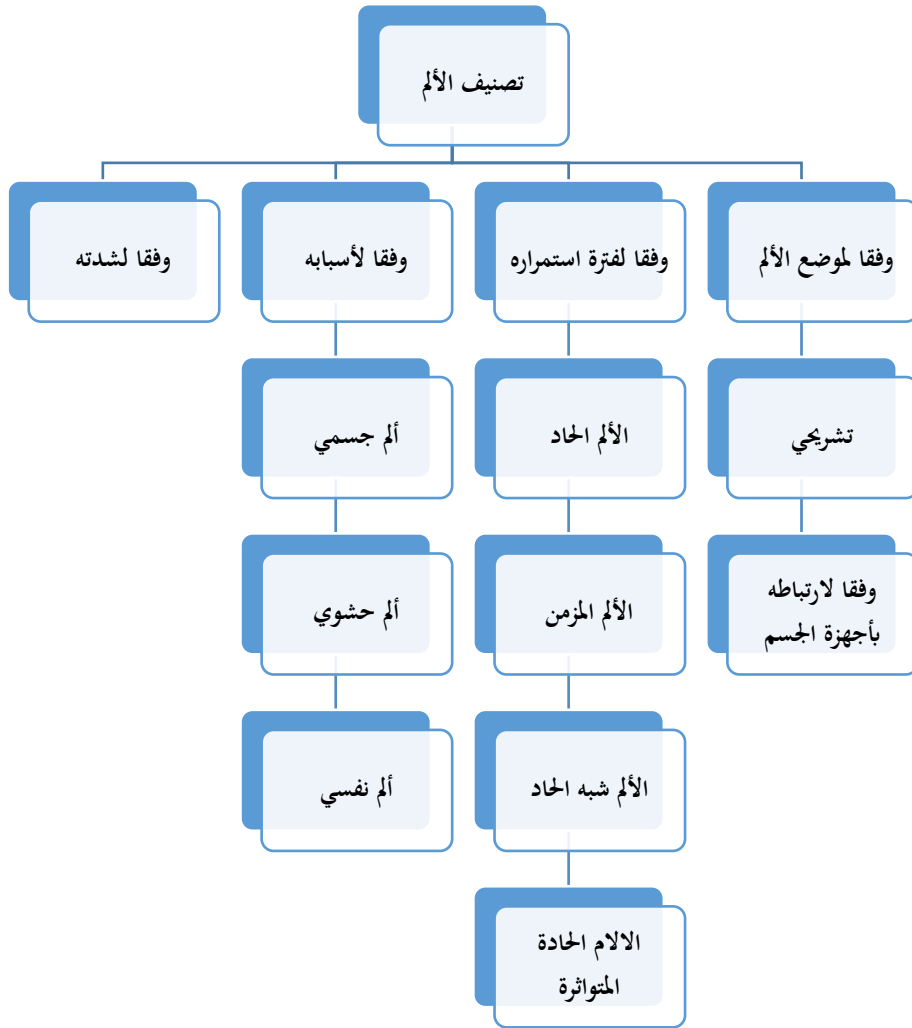 تصنيف الألم
وفقا لموضع الألم
وفقا لفترة استمراره
وفقا لأسبابه
وفقا لشدته
تشريحي
الألم الحاد
ألم جسمي
وفقا لارتباطه
بأجهزة الجسم
الألم المزمن
ألم حشوي
الألم شبه الحاد
ألم نفسي
الالام الحادة
المتواثرة